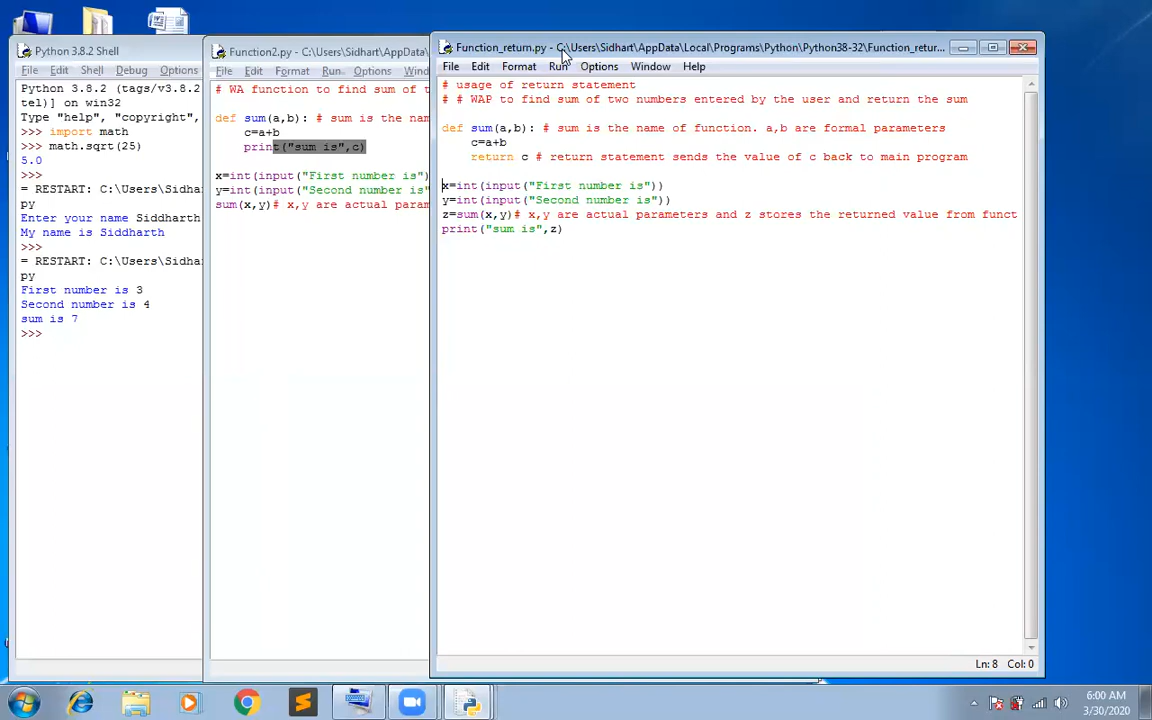 Python 3.8.2 Shell
File Edit Shell Debug Options
Python 3.8.2 (tags/v3.8.2
tel)] on win32
Type "help", "copyright",
>>> import math
>>> math.sqrt(25)
5.0
>>>
= RESTART: C:\Users\Sidhar
py
Enter your name Siddharth
My name is Siddharth
>>>
= RESTART: C:\Users\Sidhar
py
First number is 3
Second number is 4
sum is 7
>>>
Function2.py - C:\Users\Sidhart\AppData\
File Edit Format Run Options Wind
# WA function to find sum of t
def sum(a,b): # sum is the nam
c=a+b
print("sum is",c)
x=int(input("First number is")
y=int(input("Second number is"
sum(x,y)# x,y are actual param
Function_return.py - C:\Users\Sidhart\AppData\Local\Programs\Python\Python38-32\Function_retur...
File Edit Format Run Options Window Help
# usage of return statement
# # WAP to find sum of two numbers entered by the user and return the sum
def sum(a,b): # sum is the name of function. a,b are formal parameters
c=a+b
return c # return statement sends the value of c back to main program
x=int(input("First number is"))
y=int(input("Second number is"))
z=sum(x,y)# x,y are actual parameters and z stores the returned value from funct
print("sum is",z)
Ln: 8 Col: 0
6:00 AM
3/30/2020